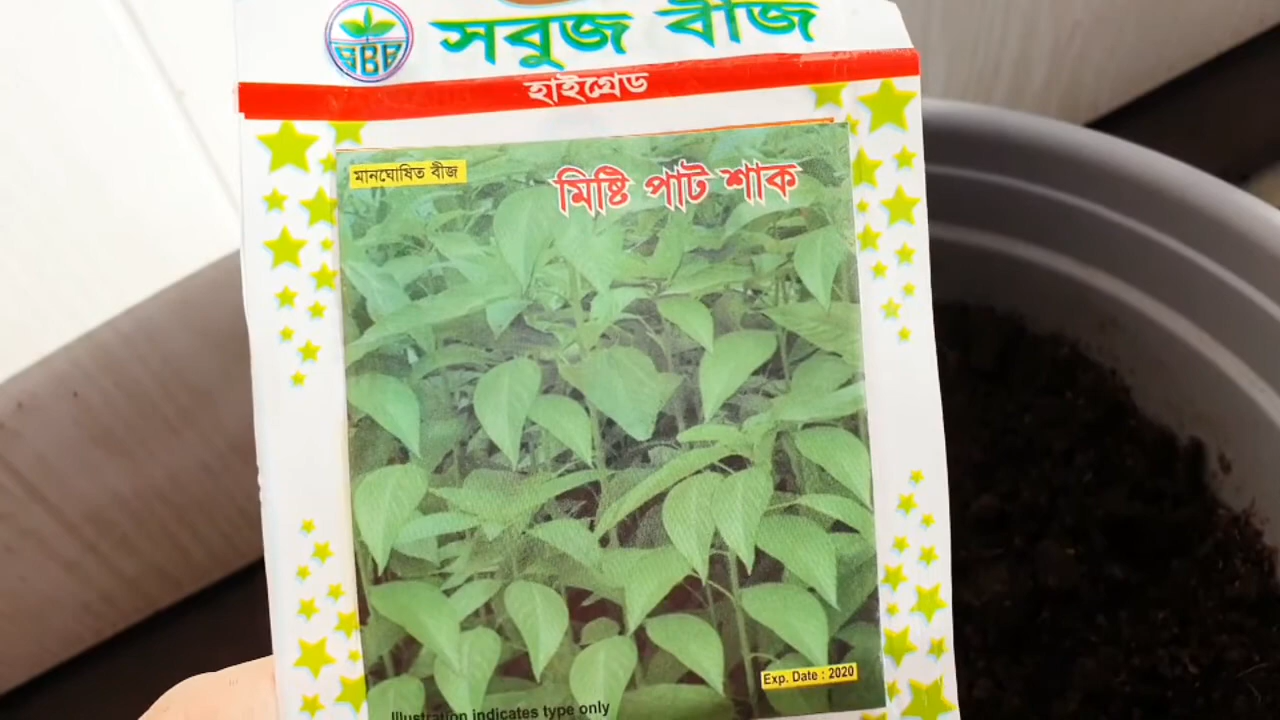 সবুজ বীজ
হাইগ্রেড
মানঘোষিত বীজ
মিষ্টি পাট শাক
Exp. Date : 2020
Illustration indicates type only